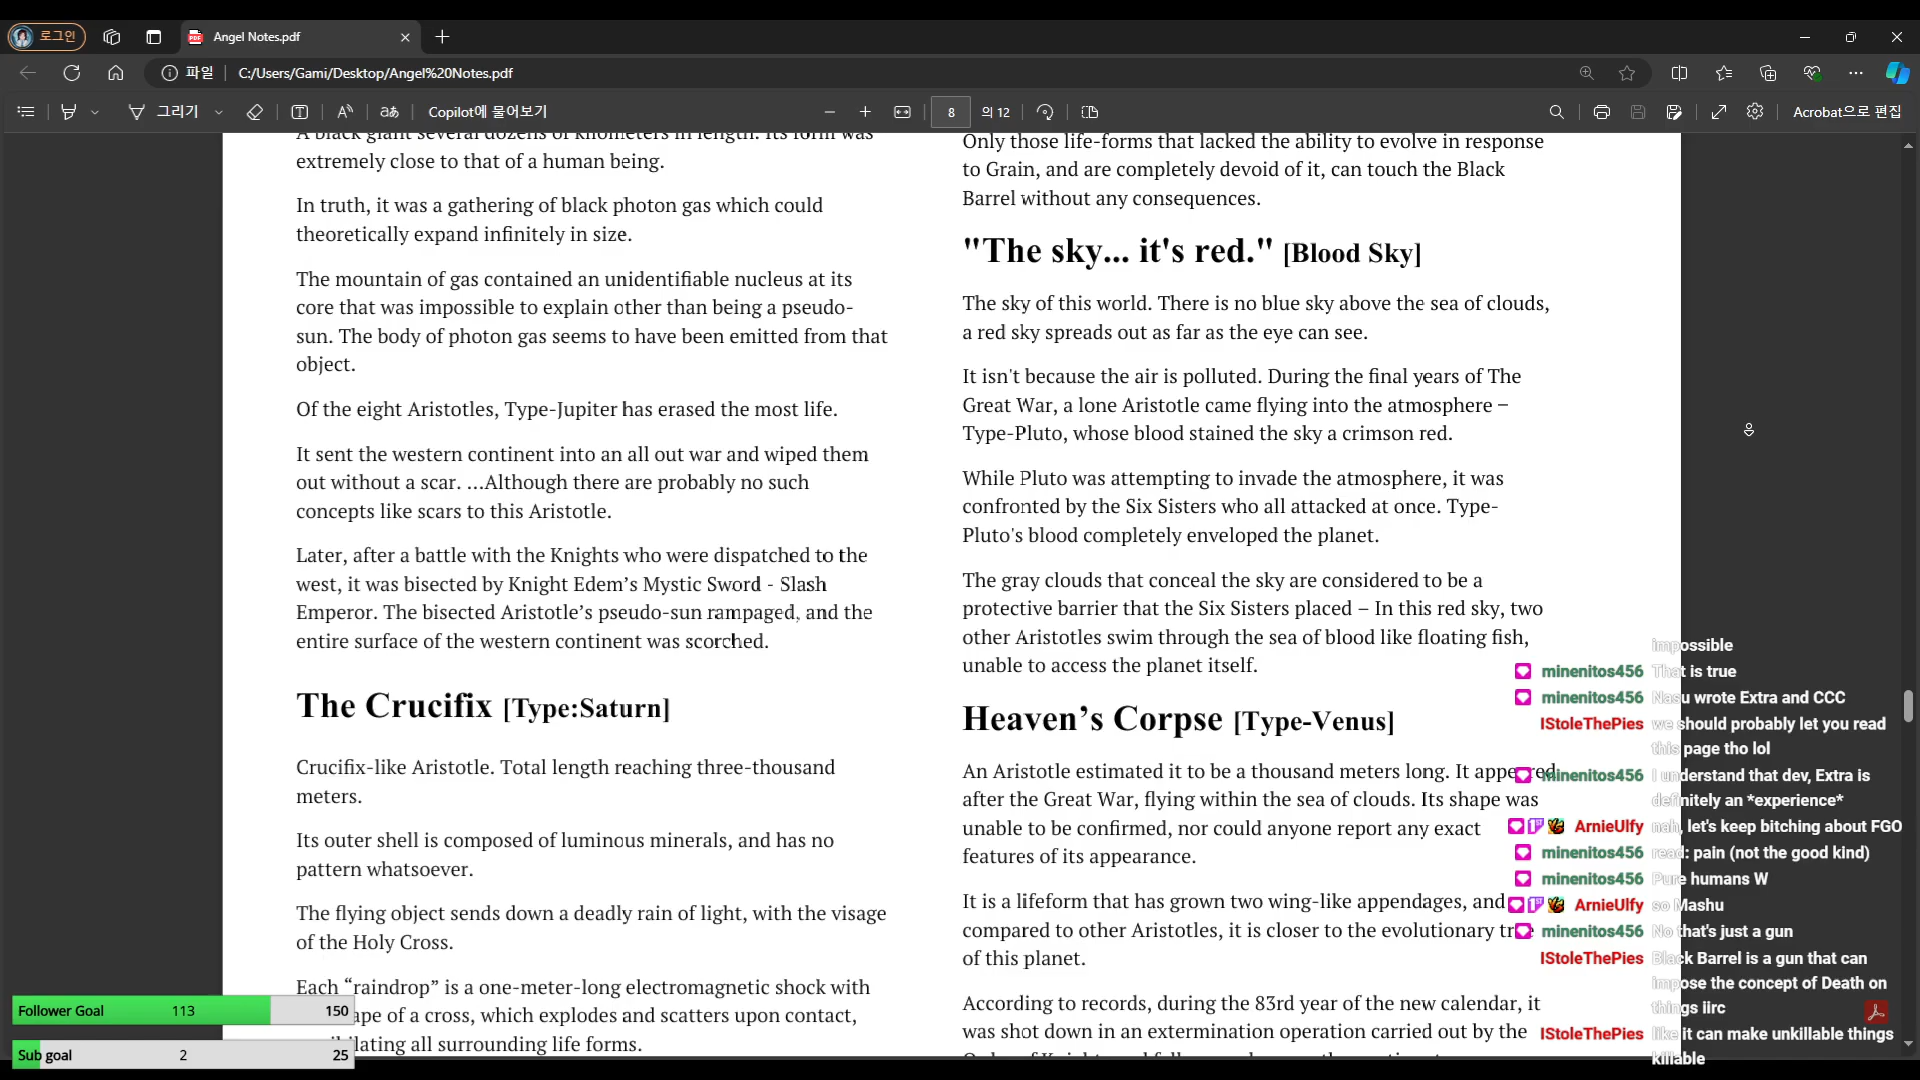 로그인
Angel Notes.pdf
파일
C:/Users/Gami/Desktop/Angel%20Notes.pdf
그리기
Copilot에 물어보기
8 의 12
Acrobat으로 편집
A black giant several dozens of kilometers in length. Its form was
extremely close to that of a human being.
In truth, it was a gathering of black photon gas which could
theoretically expand infinitely in size.
The mountain of gas contained an unidentifiable nucleus at its
core that was impossible to explain other than being a pseudo-
sun. The body of photon gas seems to have been emitted from that
object.
Of the eight Aristotles, Type-Jupiter has erased the most life.
It sent the western continent into an all out war and wiped them
out without a scar. …Although there are probably no such
concepts like scars to this Aristotle.
Later, after a battle with the Knights who were dispatched to the
west, it was bisected by Knight Edem’s Mystic Sword - Slash
Emperor. The bisected Aristotle’s pseudo-sun rampaged, and the
entire surface of the western continent was scorched.
The Crucifix [Type:Saturn]
Crucifix-like Aristotle. Total length reaching three-thousand
meters.
Its outer shell is composed of luminous minerals, and has no
pattern whatsoever.
The flying object sends down a deadly rain of light, with the visage
of the Holy Cross.
Each “raindrop” is a one-meter-long electromagnetic shock with
ape of a cross, which explodes and scatters upon contact,
ilating all surrounding life forms.
Only those life-forms that lacked the ability to evolve in response
to Grain, and are completely devoid of it, can touch the Black
Barrel without any consequences.
"The sky... it's red." [Blood Sky]
The sky of this world. There is no blue sky above the sea of clouds,
a red sky spreads out as far as the eye can see.
It isn't because the air is polluted. During the final years of The
Great War, a lone Aristotle came flying into the atmosphere –
Type-Pluto, whose blood stained the sky a crimson red.
While Pluto was attempting to invade the atmosphere, it was
confronted by the Six Sisters who all attacked at once. Type-
Pluto's blood completely enveloped the planet.
The gray clouds that conceal the sky are considered to be a
protective barrier that the Six Sisters placed – In this red sky, two
other Aristotles swim through the sea of blood like floating fish,
unable to access the planet itself.
Heaven’s Corpse [Type-Venus]
An Aristotle estimated it to be a thousand meters long. It appeared
after the Great War, flying within the sea of clouds. Its shape was
unable to be confirmed, nor could anyone report any exact
features of its appearance.
It is a lifeform that has grown two wing-like appendages, and
compared to other Aristotles, it is closer to the evolutionary tree
of this planet.
According to records, during the 83rd year of the new calendar, it
was shot down in an extermination operation carried out by the
impossible
minenitos456 That is true
minenitos456 Nasu wrote Extra and CCC
IStoleThePies we should probably let you read
this page tho lol
minenitos456 I understand that dev, Extra is
definitely an *experience*
ArnieUlfy nah, let's keep bitching about FGO
minenitos456 read: pain (not the good kind)
minenitos456 Pure humans W
ArnieUlfy so Mashu
minenitos456 No that's just a gun
IStoleThePies Black Barrel is a gun that can
impose the concept of Death on
things iirc
IStoleThePies like it can make unkillable things
killable
Follower Goal 113 150
Sub goal 2 25